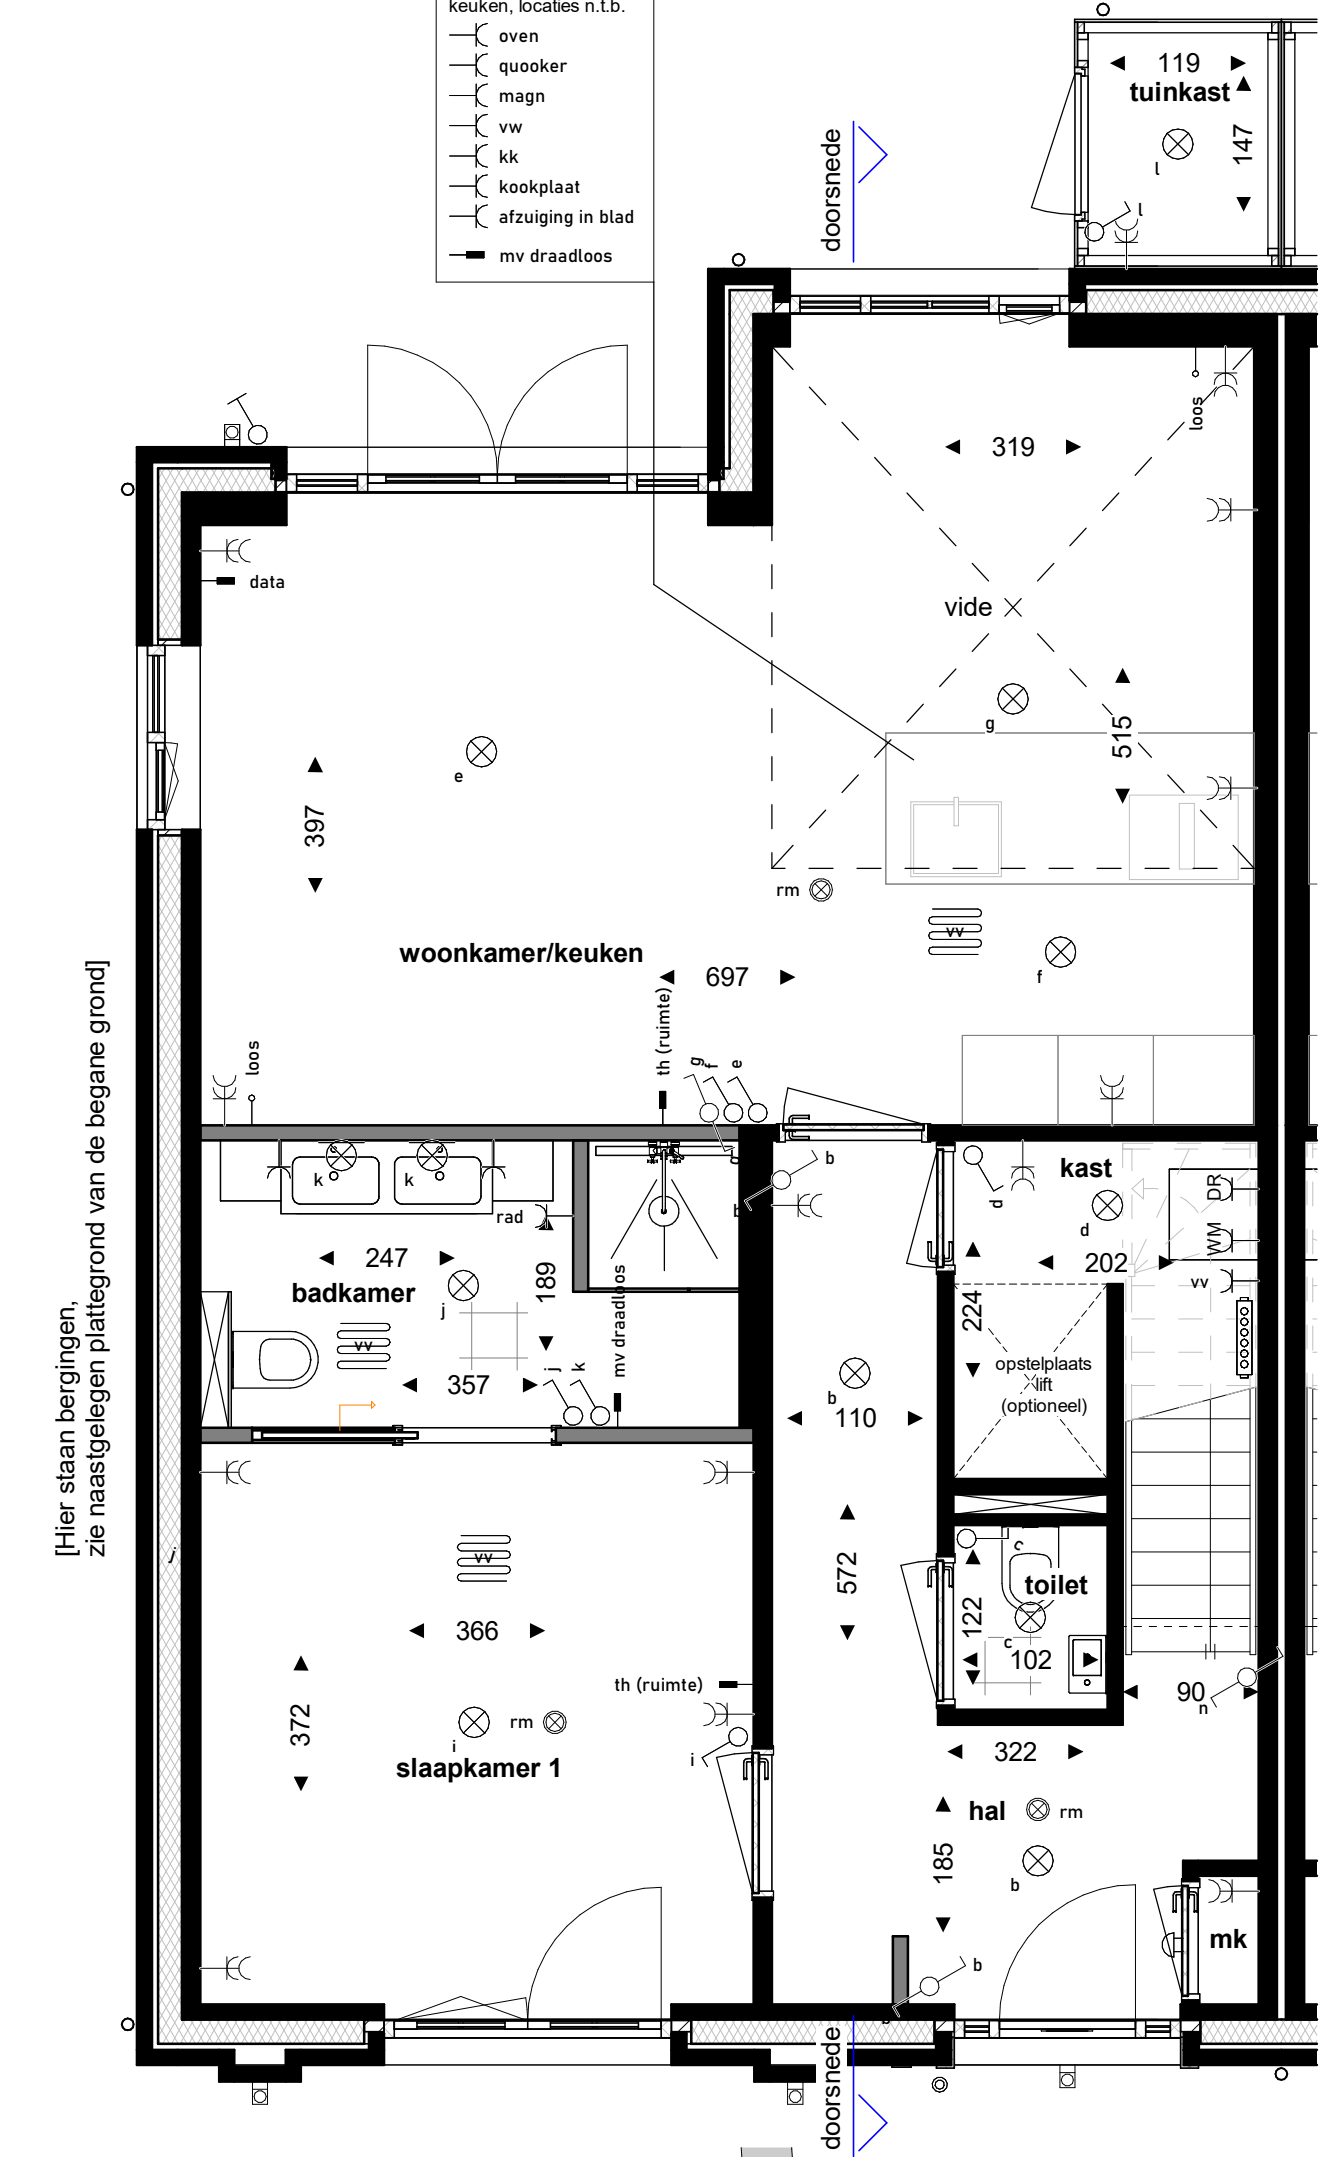 keuken, locaties n.t.b.
oven
quooker
magn
vw
kk
kookplaat
afzuiging in blad
mv draadloos
119
tuinkast
147
l
l
doorsnede
loos
319
data
vide
g
515
e
397
rm
vv
woonkamer/keuken
f
697
th (ruimte)
loos
g
f
e
[Hier staan bergingen,
zie naastgelegen plattegrond van de begane grond]
k
k
g
b
b
kast
d
d
DR
WM
vv
202
rad
247
189
badkamer
j
vv
mv draadloos
357
j
k
224
opstelplaats
lift
(optioneel)
b
110
j
vv
572
c
toilet
122
c
102
366
th (ruimte)
372
i
rm
i
slaapkamer 1
90
n
322
hal
rm
185
b
mk
b
b
doorsnede